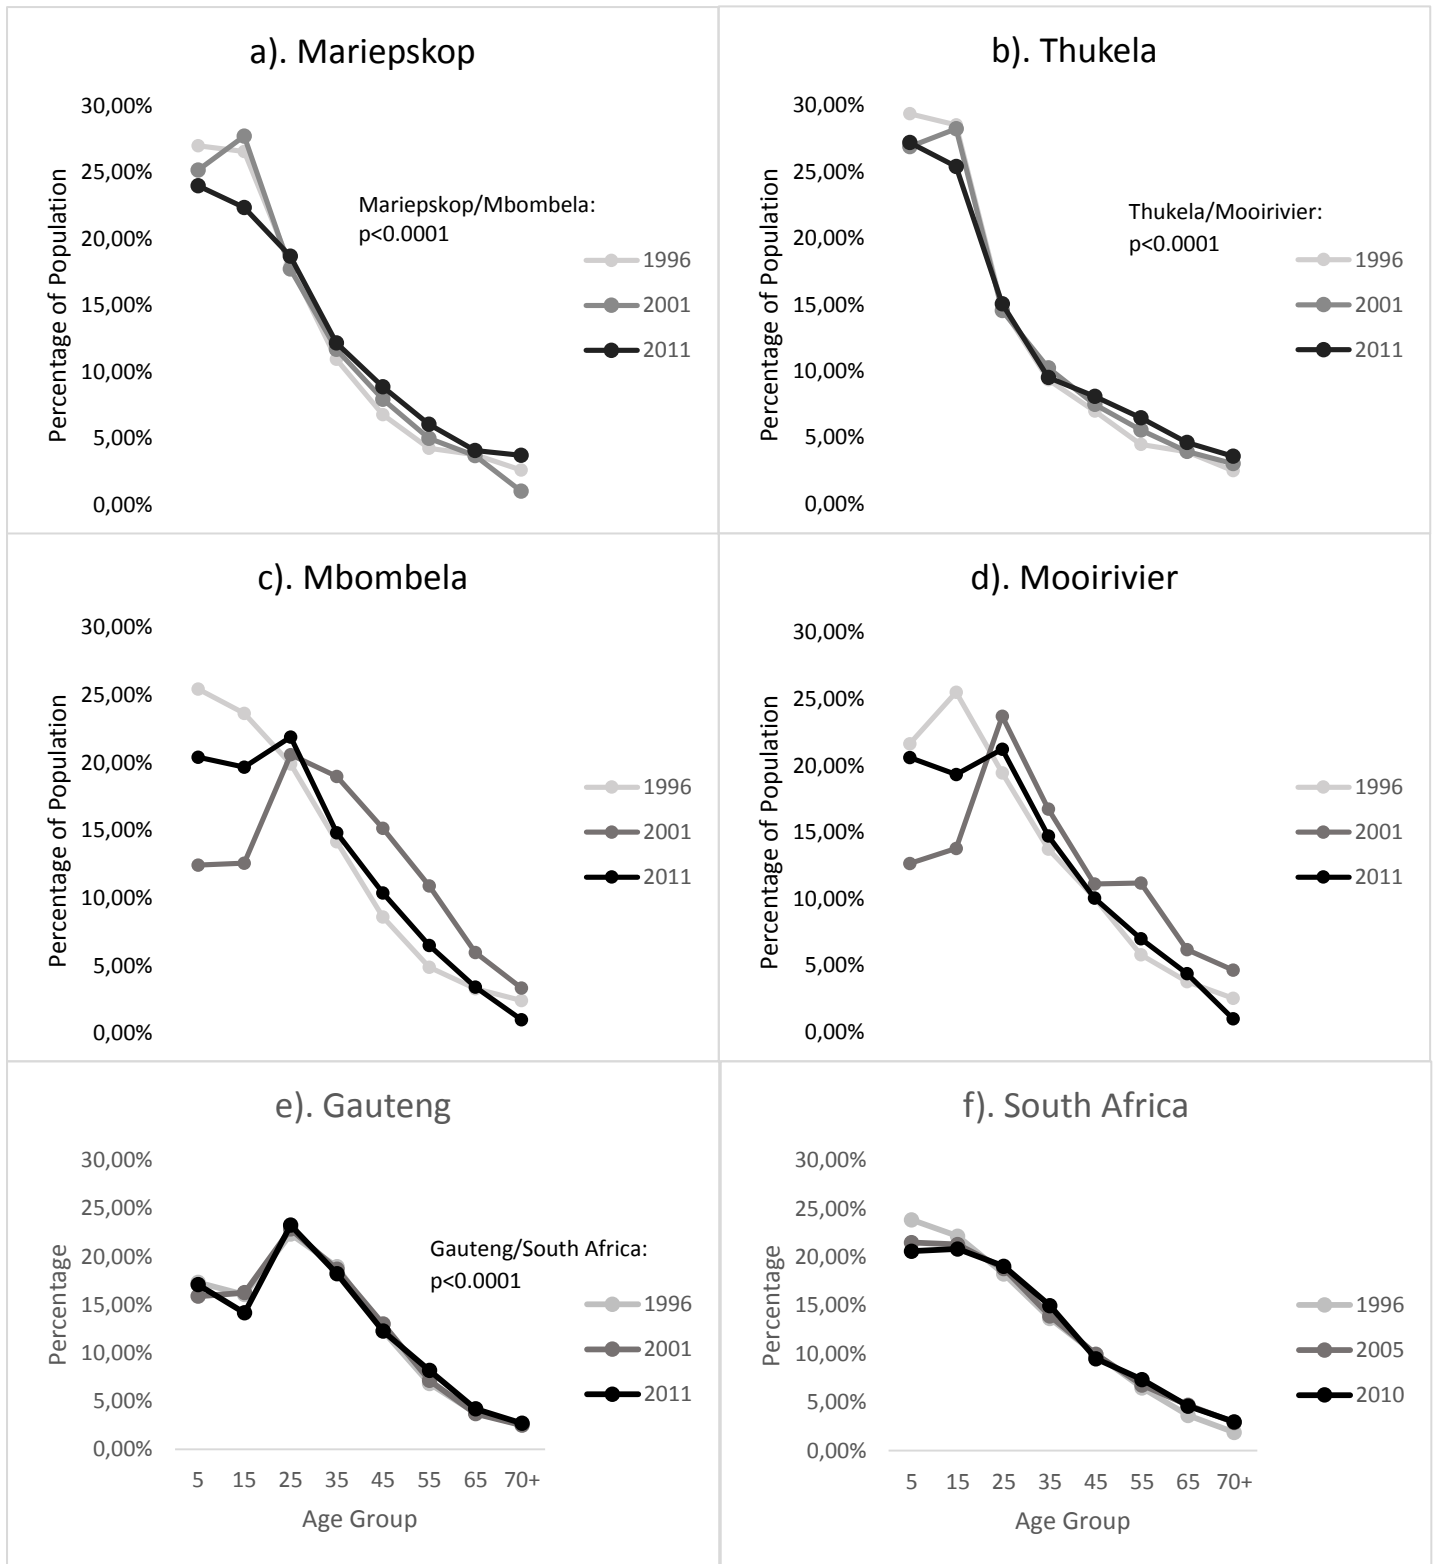 a). Mariepskop
30,00%
25,00%
20,00%
15,00%
10,00%
5,00%
0,00%
Percentage of Population
Mariepskop/Mbombela:
p<0.0001
1996
2001
2011
b). Thukela
30,00%
25,00%
20,00%
15,00%
10,00%
5,00%
0,00%
Percentage of Population
Thukela/Mooirivier:
p<0.0001
1996
2001
2011
c). Mbombela
30,00%
25,00%
20,00%
15,00%
10,00%
5,00%
0,00%
Percentage of Population
1996
2001
2011
d). Mooirivier
30,00%
25,00%
20,00%
15,00%
10,00%
5,00%
0,00%
Percentage of Population
1996
2001
2011
e). Gauteng
30,00%
25,00%
20,00%
15,00%
10,00%
5,00%
0,00%
Percentage
Gauteng/South Africa:
p<0.0001
1996
2001
2011
5 15 25 35 45 55 65 70+
Age Group
f). South Africa
30,00%
25,00%
20,00%
15,00%
10,00%
5,00%
0,00%
Percentage
1996
2005
2010
5 15 25 35 45 55 65 70+
Age Group